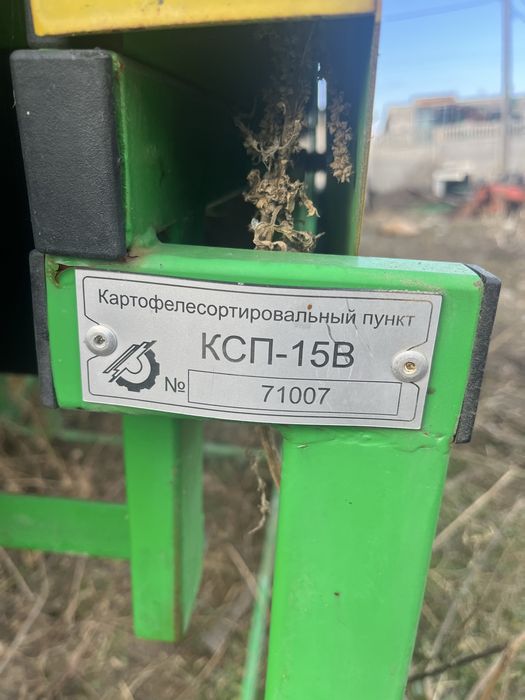 Картофелесортировальный пункт
КСП-15В
№ 71007